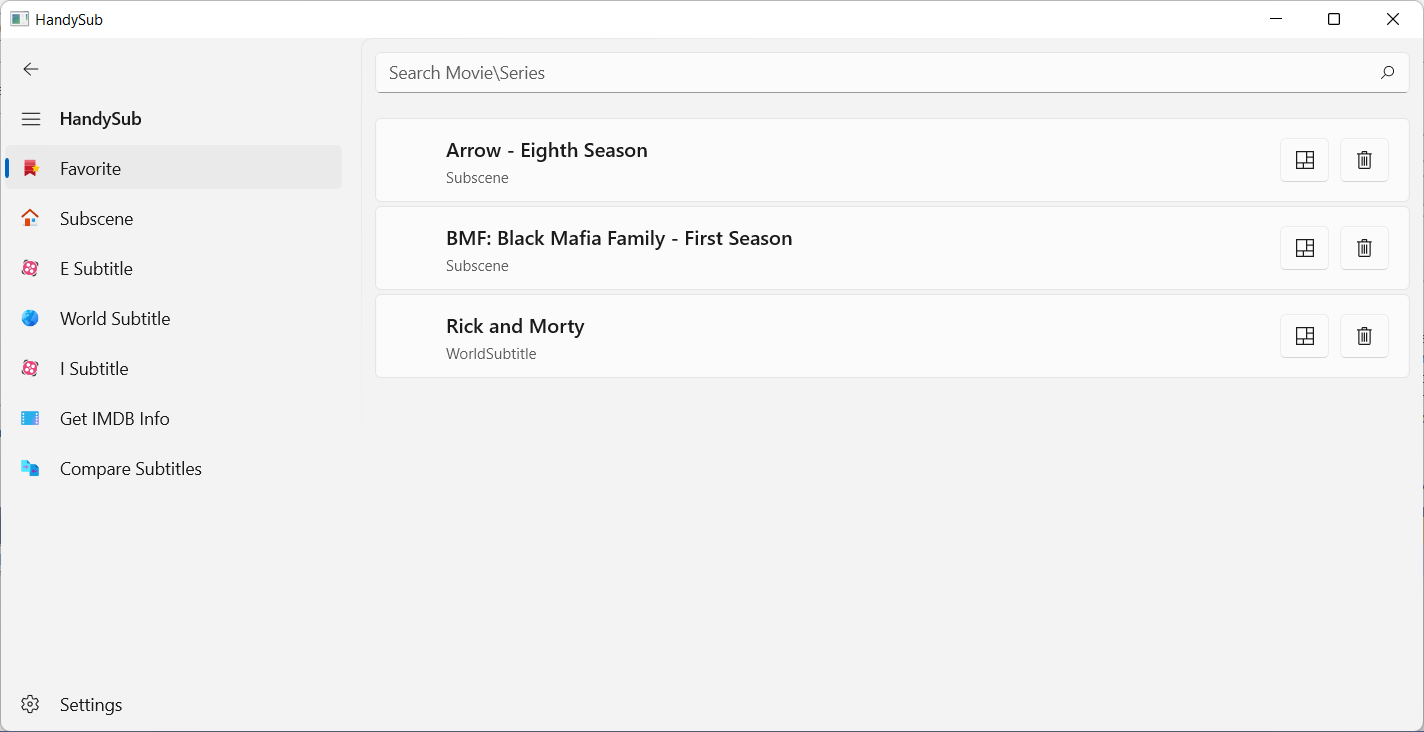 HandySub
HandySub
Favorite
Subscene
E Subtitle
World Subtitle
I Subtitle
Get IMDB Info
Compare Subtitles
Settings
Search Movie\Series
Arrow - Eighth Season
Subscene
BMF: Black Mafia Family - First Season
Subscene
Rick and Morty
WorldSubtitle